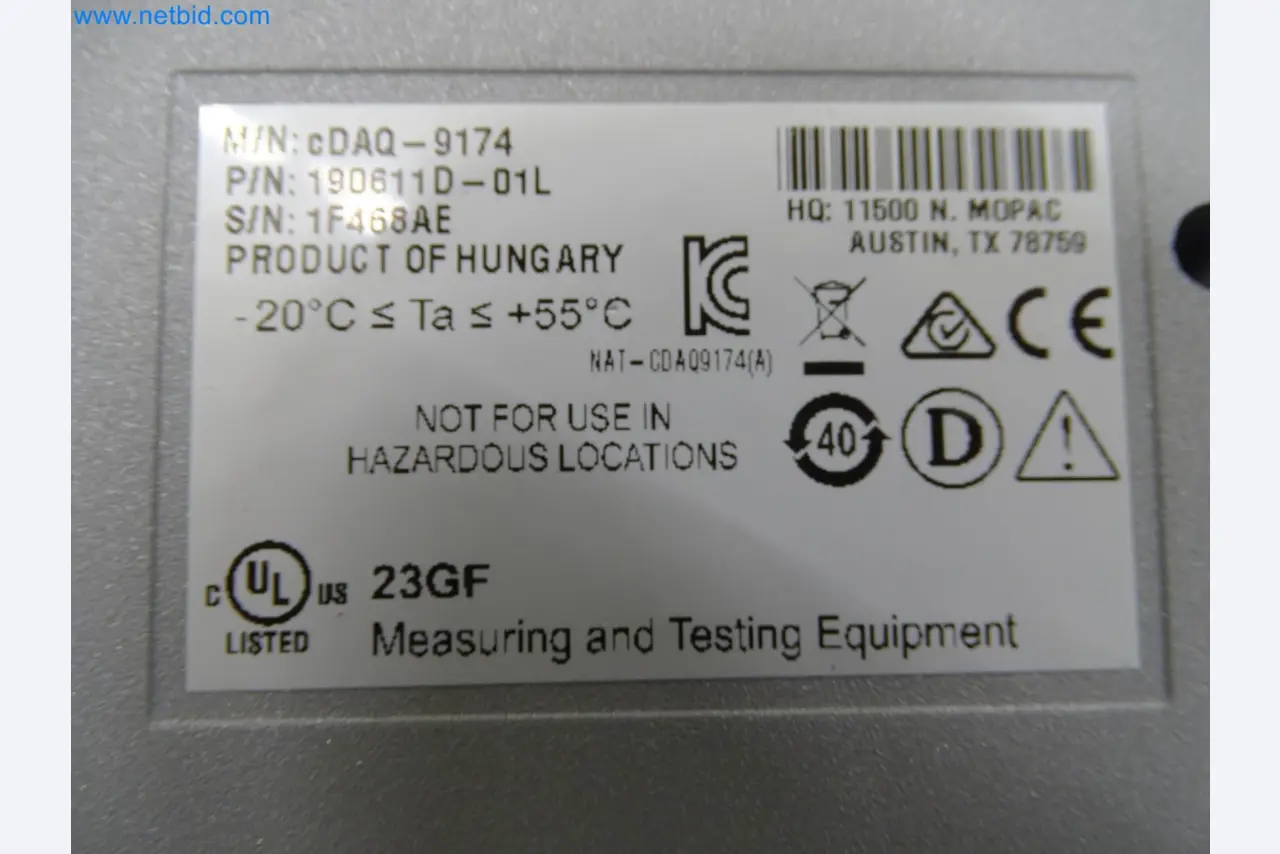 www.netbid.com
M/N: cDAQ-9174
P/N: 190611D-01L
S/N: 1F468AE
PRODUCT OF HUNGARY
HQ: 11500 N. MOPAC
AUSTIN, TX 78759
-20°C ≤ Ta ≤ +55°C
NAT-CDAQ9174(A)
CE
NOT FOR USE IN
HAZARDOUS LOCATIONS
40
D
!
C UL US
LISTED
23GF
Measuring and Testing Equipment